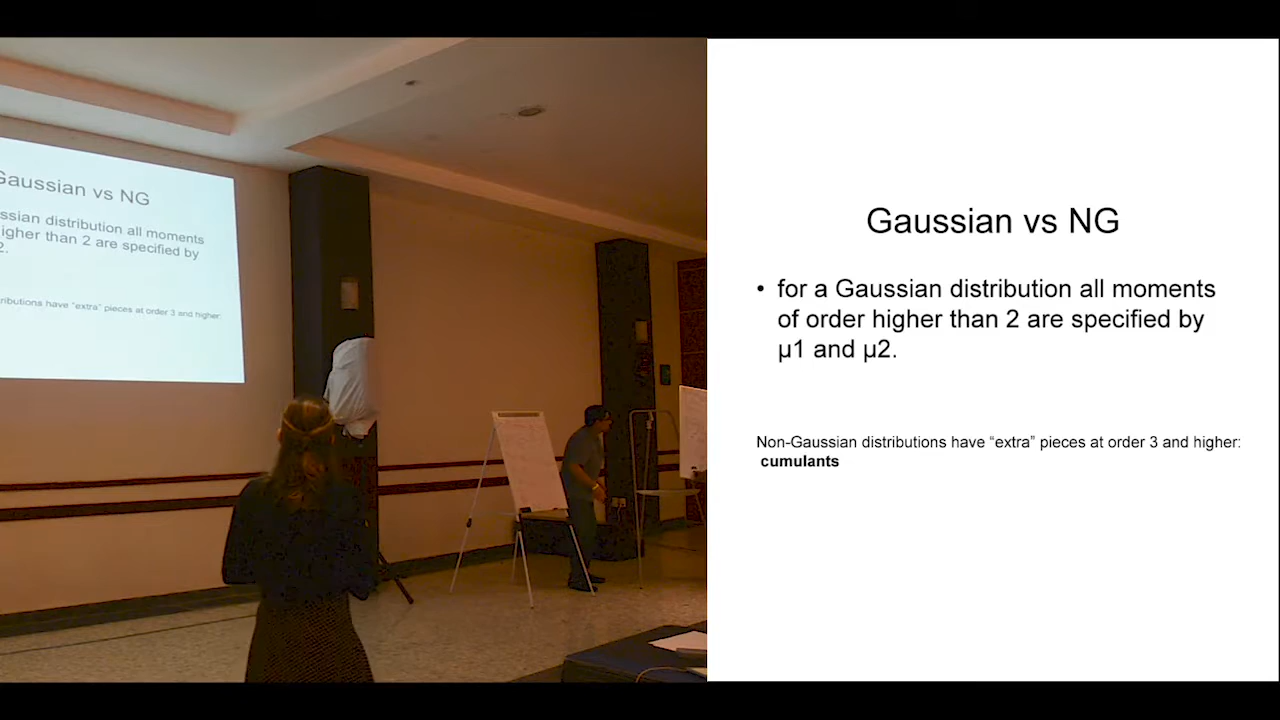 Gaussian vs NG
ssian distribution all moments
igher than 2 are specified by
2.
ributions have “extra” pieces at order 3 and higher:
Gaussian vs NG
• for a Gaussian distribution all moments
of order higher than 2 are specified by
μ1 and μ2.
Non-Gaussian distributions have “extra” pieces at order 3 and higher:
cumulants